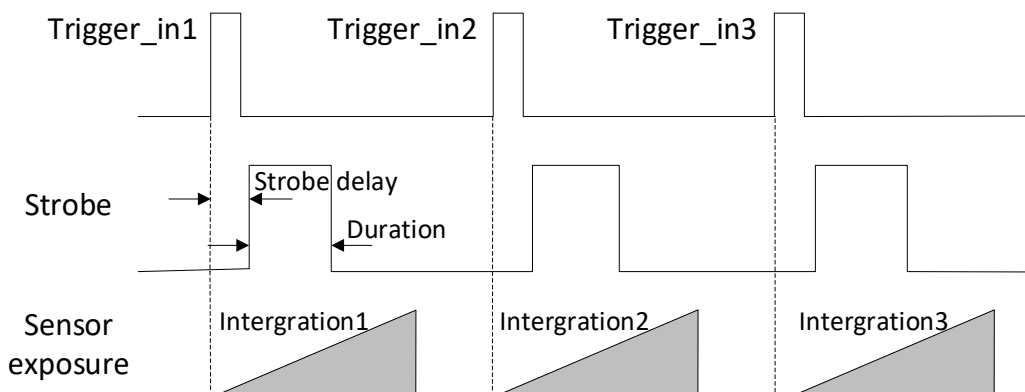 Trigger_in1
Trigger_in2
Trigger_in3
Strobe
Strobe delay
Duration
Sensor
exposure
Intergration1
Intergration2
Intergration3